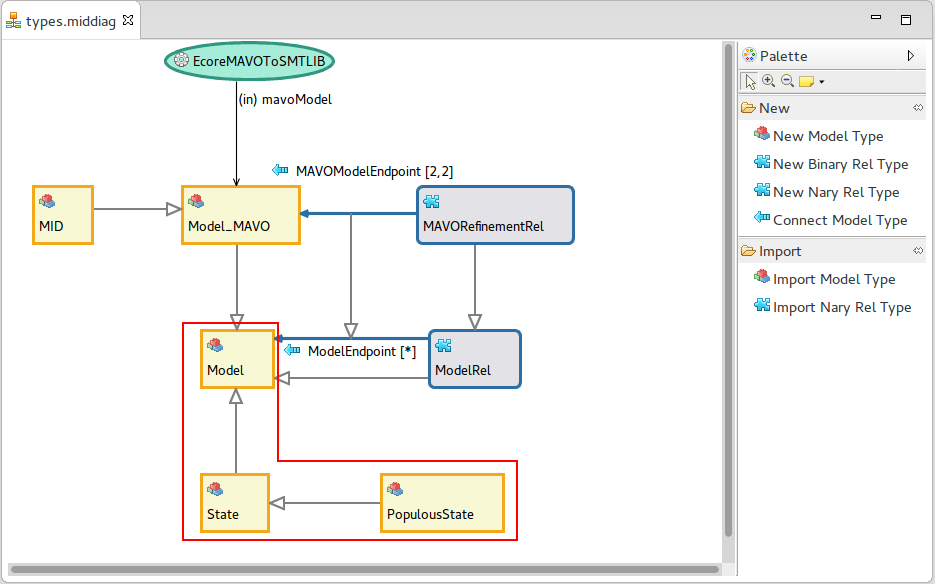 types.middiag
EcoreMAVOToSMTLIB
(in) mavoModel
MAVOModelEndpoint [2,2]
MID
Model_MAVO
MAVORefinementRel
ModelEndpoint [*]
Model
ModelRel
State
PopulousState
Palette
New
New Model Type
New Binary Rel Type
New Nary Rel Type
Connect Model Type
Import
Import Model Type
Import Nary Rel Type